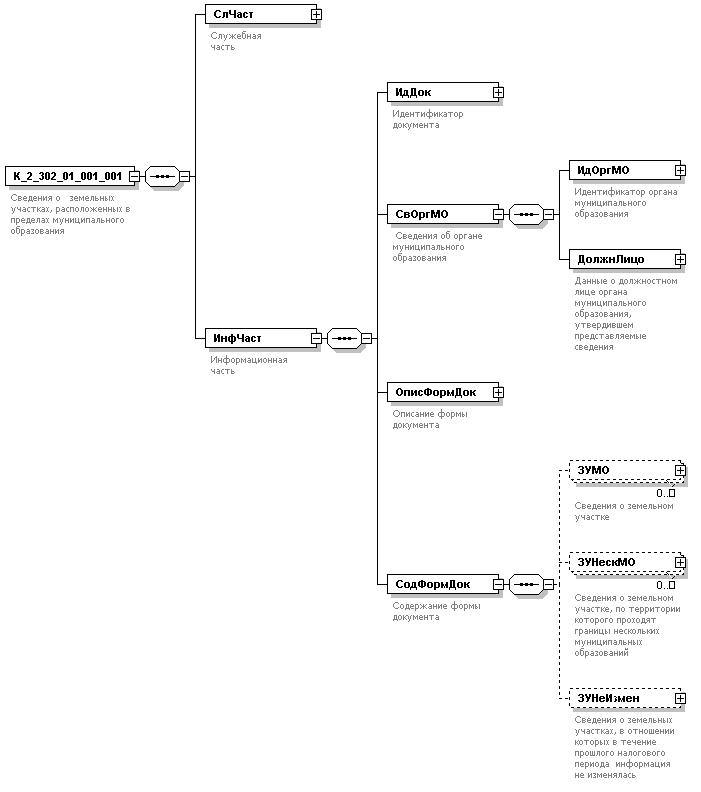 СлЧаст
Служебная
часть
ИдДок
Идентификатор
документа
К_2_302_01_001_001
Сведения о земельных
участках, расположенных в
пределах муниципального
образования
ИдОргМО
Идентификатор органа
муниципального
образования
СвОргМО
Сведения об органе
муниципального
образования
ДолжнЛицо
Данные о должностном
лице органа
муниципального
образования,
утвердившем
представляемые
сведения
ИнфЧаст
Информационная
часть
ОписФормДок
Описание формы
документа
ЗУМО
0..
Сведения о земельном
участке
СодФормДок
Содержание формы
документа
ЗУНескМО
0..
Сведения о земельном
участке, по территории
которого проходят
границы нескольких
муниципальных
образований
ЗУНеИзмен
Сведения о земельных
участках, в отношении
которых в течение
прошлого налогового
периода информация
не изменялась